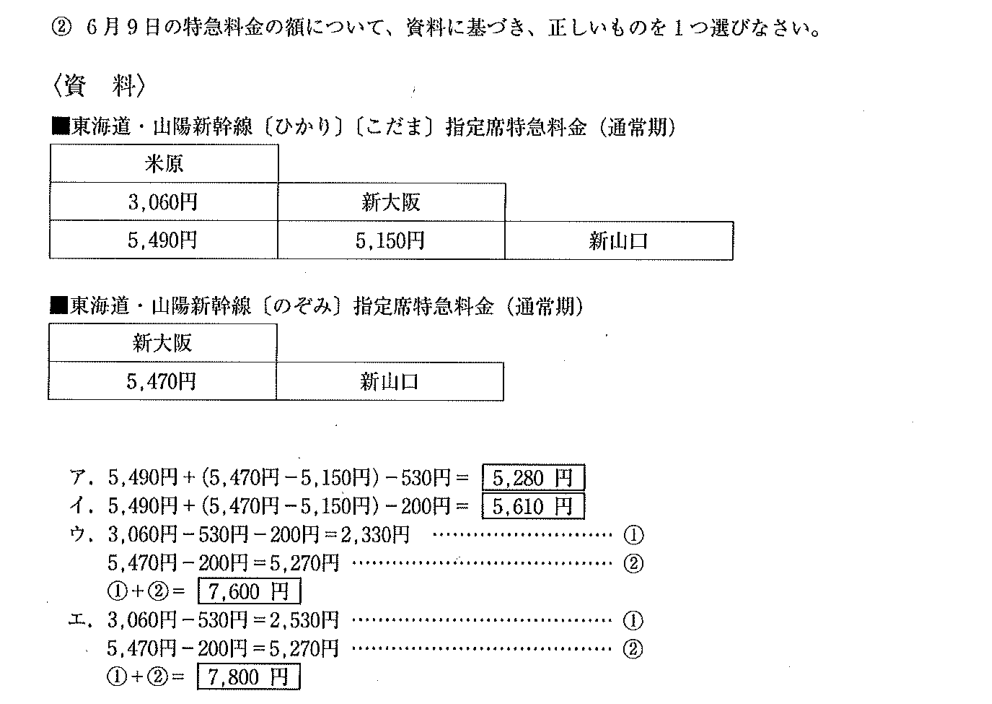 ② 6月9日の特急料金の額について、資料に基づき、正しいものを1つ選びなさい。
〈資　料〉
■東海道・山陽新幹線〔ひかり〕〔こだま〕指定席特急料金（通常期）
米原
3,060円 新大阪
5,490円 5,150円 新山口
■東海道・山陽新幹線〔のぞみ〕指定席特急料金（通常期）
新大阪
5,470円 新山口
ア．5,490円＋(5,470円－5,150円)－530円＝ 5,280 円
イ．5,490円＋(5,470円－5,150円)－200円＝ 5,610 円
ウ．3,060円－530円－200円＝2,330円 ………………………①
5,470円－200円＝5,270円 …………………………………②
①＋②＝ 7,600 円
エ．3,060円－530円＝2,530円 …………………………………①
5,470円－200円＝5,270円 …………………………………②
①＋②＝ 7,800 円